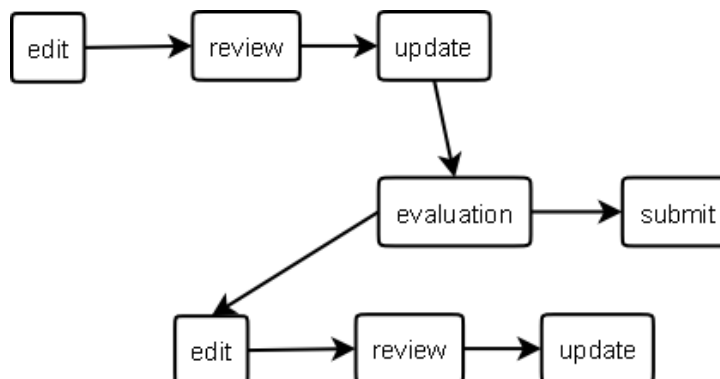 edit
review
update
evaluation
submit
edit
review
update